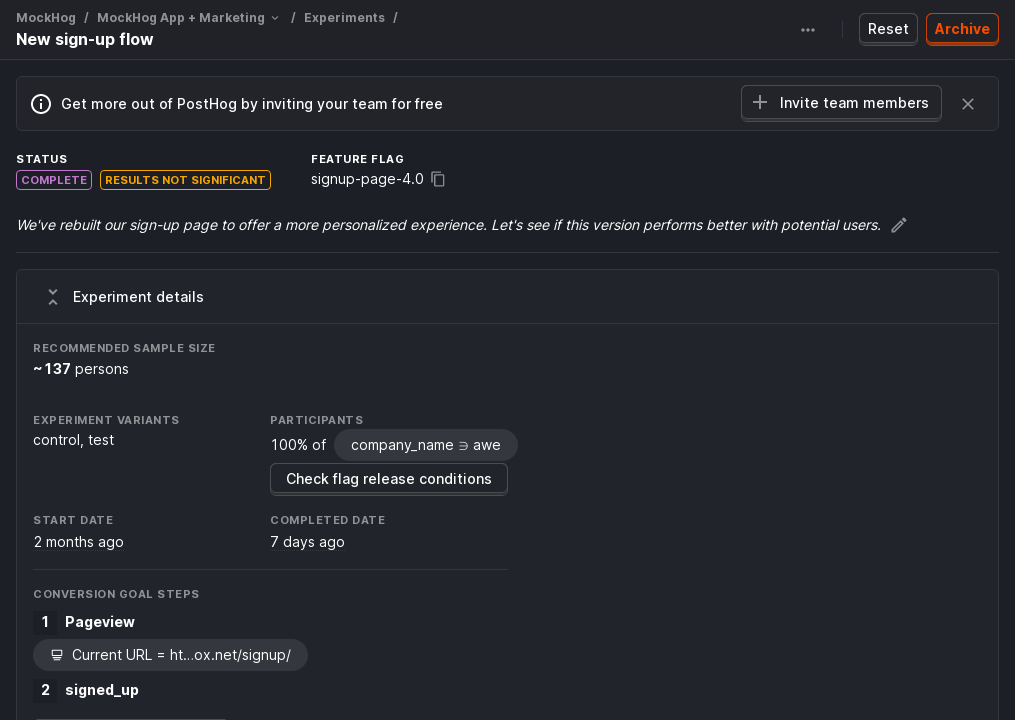 MockHog / MockHog App + Marketing / Experiments /
New sign-up flow
Reset
Archive
Get more out of PostHog by inviting your team for free
Invite team members
STATUS
FEATURE FLAG
COMPLETE
RESULTS NOT SIGNIFICANT
signup-page-4.0
We've rebuilt our sign-up page to offer a more personalized experience. Let's see if this version performs better with potential users.
Experiment details
RECOMMENDED SAMPLE SIZE
~137 persons
EXPERIMENT VARIANTS
PARTICIPANTS
control, test
100% of company_name ∋ awe
Check flag release conditions
START DATE
COMPLETED DATE
2 months ago
7 days ago
CONVERSION GOAL STEPS
1 Pageview
Current URL = ht...ox.net/signup/
2 signed_up